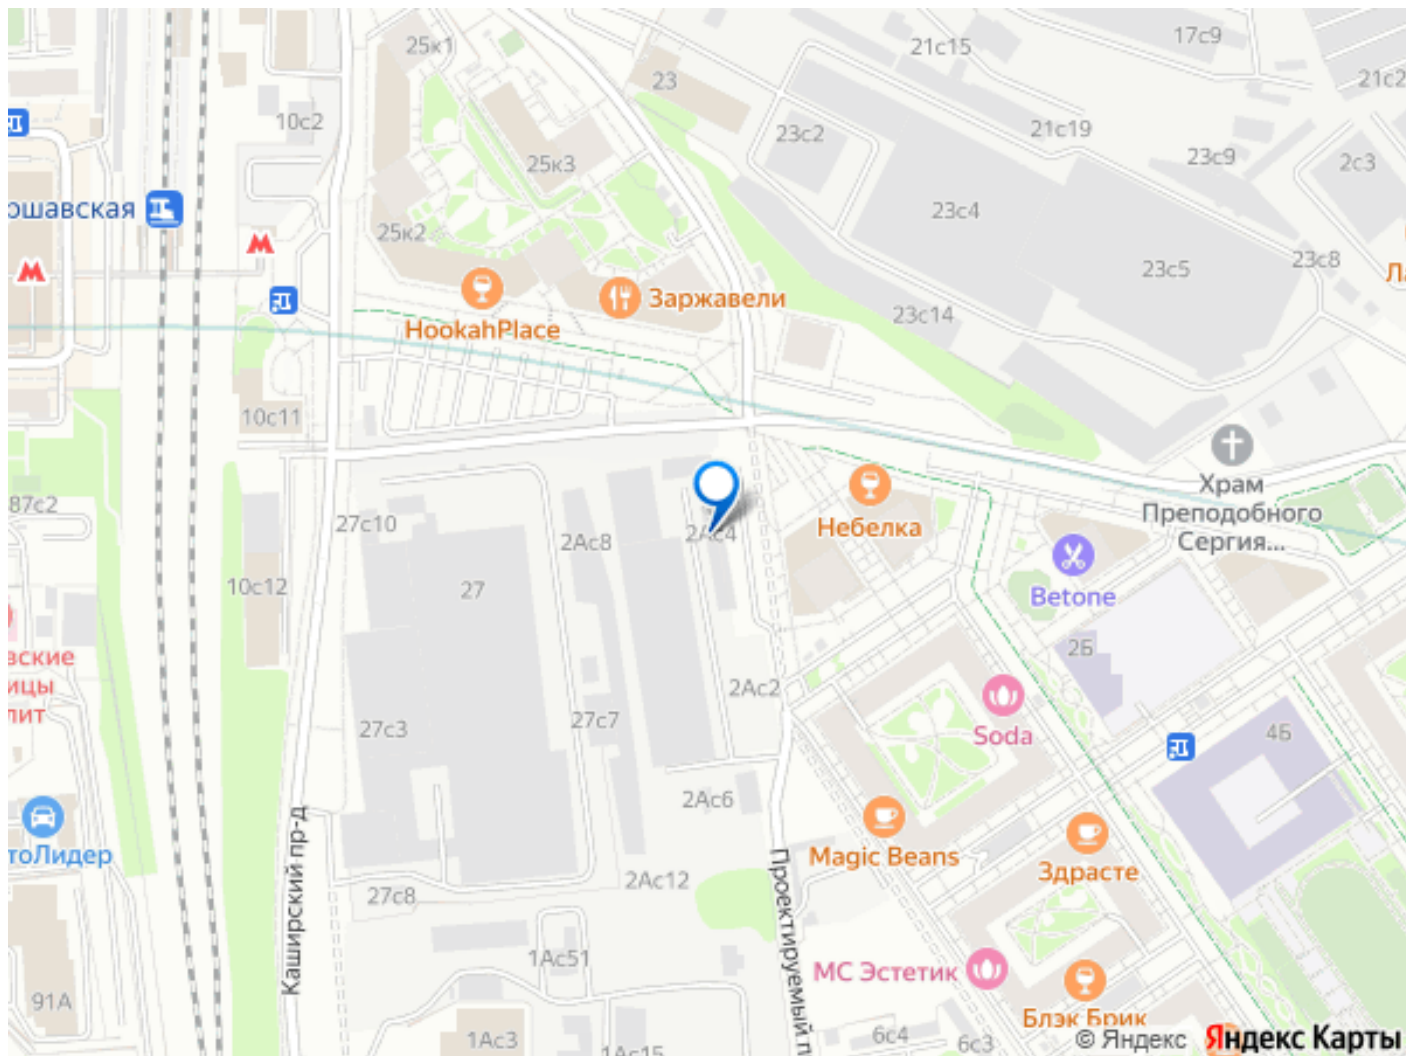 25к1
17с9
21с15
23
21с2
10с2
23с2
21с19
23с9
2с3
25к3
ошавская
23с4
25к2
23с8
23с5
Ла
Заржавели
23с14
HookahPlace
10с11
Храм
Преподобного
Сергия...
87с2
27с10
Небелка
2Ас4
2Ас8
10с12
27
Betone
2Б
вские
ицы
лит
2Ас2
27с7
27с3
Soda
4Б
2Ас6
тоЛидер
Magic Beans
Здрасте
2Ас12
27с8
Каширский пр-д
Проектируемый п
1Ас51
МС Эстетик
91А
Блэк Брик
1Ас3
1Ас15
6с4
6с3
© Яндекс Яндекс Карты